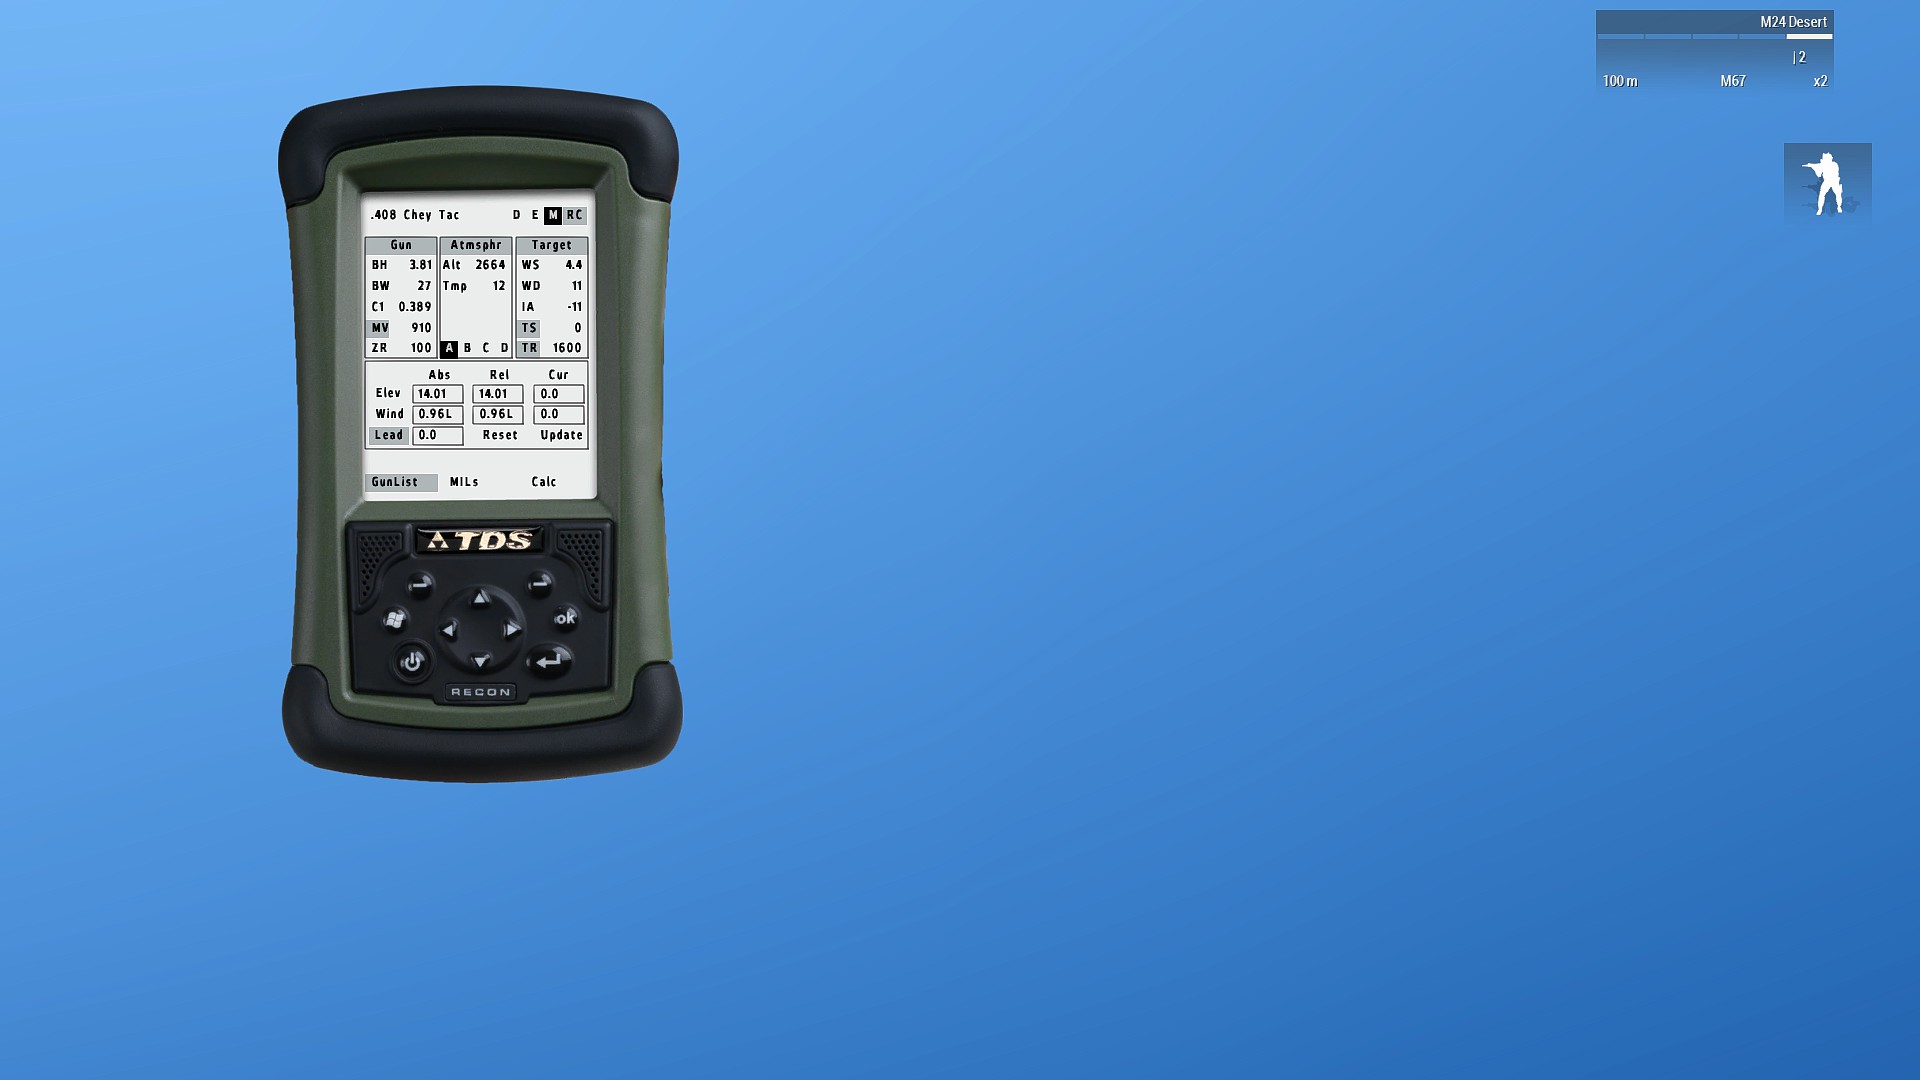 M24 Desert
| 2
100 m M67 x2
.408 Chey Tac D E M RC
Gun Atmsphr Target
BH 3.81 Alt 2664 WS 4.4
BW 27 Tmp 12 WD 11
C1 0.389 IA -11
MV 910 TS 0
ZR 100 A B C D TR 1600
Abs Rel Cur
Elev 14.01 14.01 0.0
Wind 0.96L 0.96L 0.0
Lead 0.0 Reset Update
GunList MILs Calc
TDS
ok
RECON